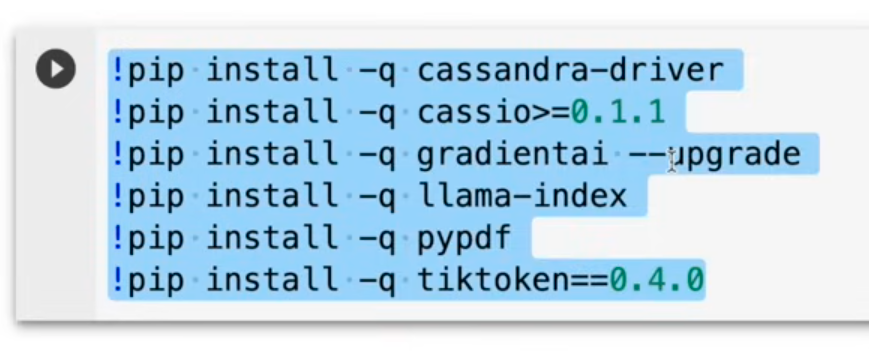 !pip install -q cassandra-driver
!pip install -q cassio>=0.1.1
!pip install -q gradientai --upgrade
!pip install -q llama-index
!pip install -q pypdf
!pip install -q tiktoken==0.4.0